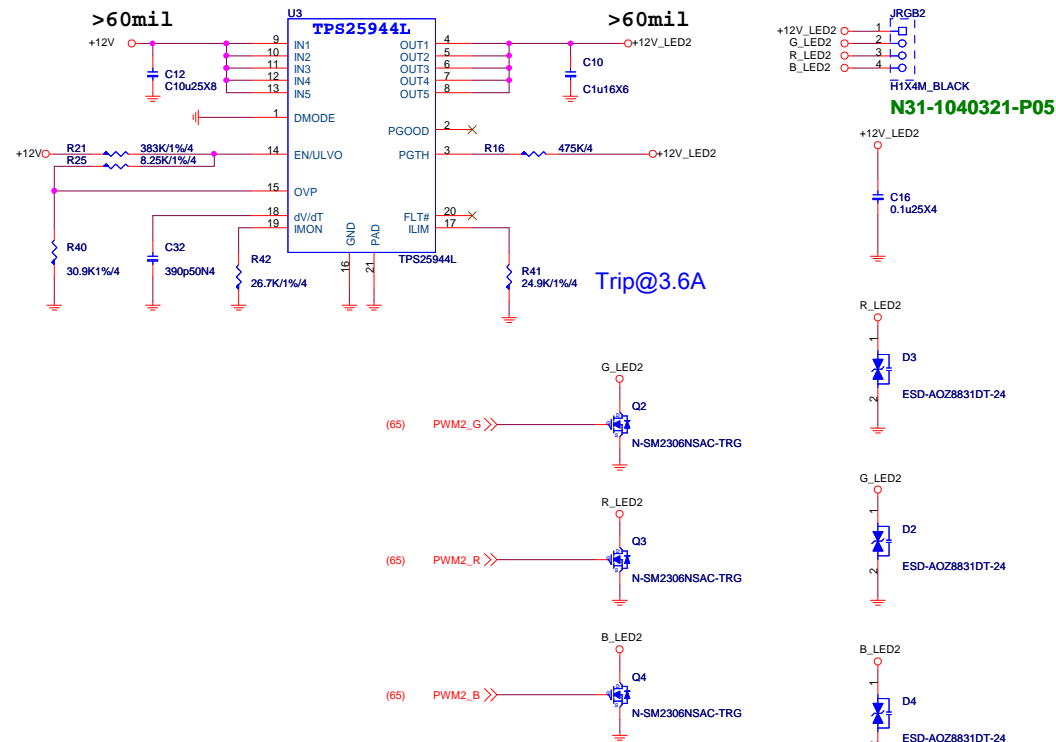 >60mil
+12V
U3
TPS25944L
>60mil
+12V_LED2
9 IN1
10 IN2
11 IN3
12 IN4
13 IN5
OUT1 4
OUT2 5
OUT3 6
OUT4 7
OUT5 8
C12
C10u25X8
C10
C1u16X6
1 DMODE
PGOOD 2
+12V
R21 383K/1%/4
R25 8.25K/1%/4
14 EN/ULVO
PGTH 3
R16 475K/4
+12V_LED2
15 OVP
18 dV/dT
19 IMON
FLT# 20
ILIM 17
GND
PAD
16
21
TPS25944L
R40
30.9K1%/4
C32
390p50N4
R42
26.7K/1%/4
R41
24.9K/1%/4
Trip@3.6A
JRGB2
+12V_LED2 1
G_LED2 2
R_LED2 3
B_LED2 4
H1X4M_BLACK
N31-1040321-P05
+12V_LED2
C16
0.1u25X4
R_LED2
1
D3
ESD-AOZ8831DT-24
2
G_LED2
Q2
(65) PWM2_G
N-SM2306NSAC-TRG
G_LED2
1
D2
ESD-AOZ8831DT-24
2
R_LED2
Q3
(65) PWM2_R
N-SM2306NSAC-TRG
B_LED2
Q4
(65) PWM2_B
N-SM2306NSAC-TRG
B_LED2
1
D4
ESD-AOZ8831DT-24